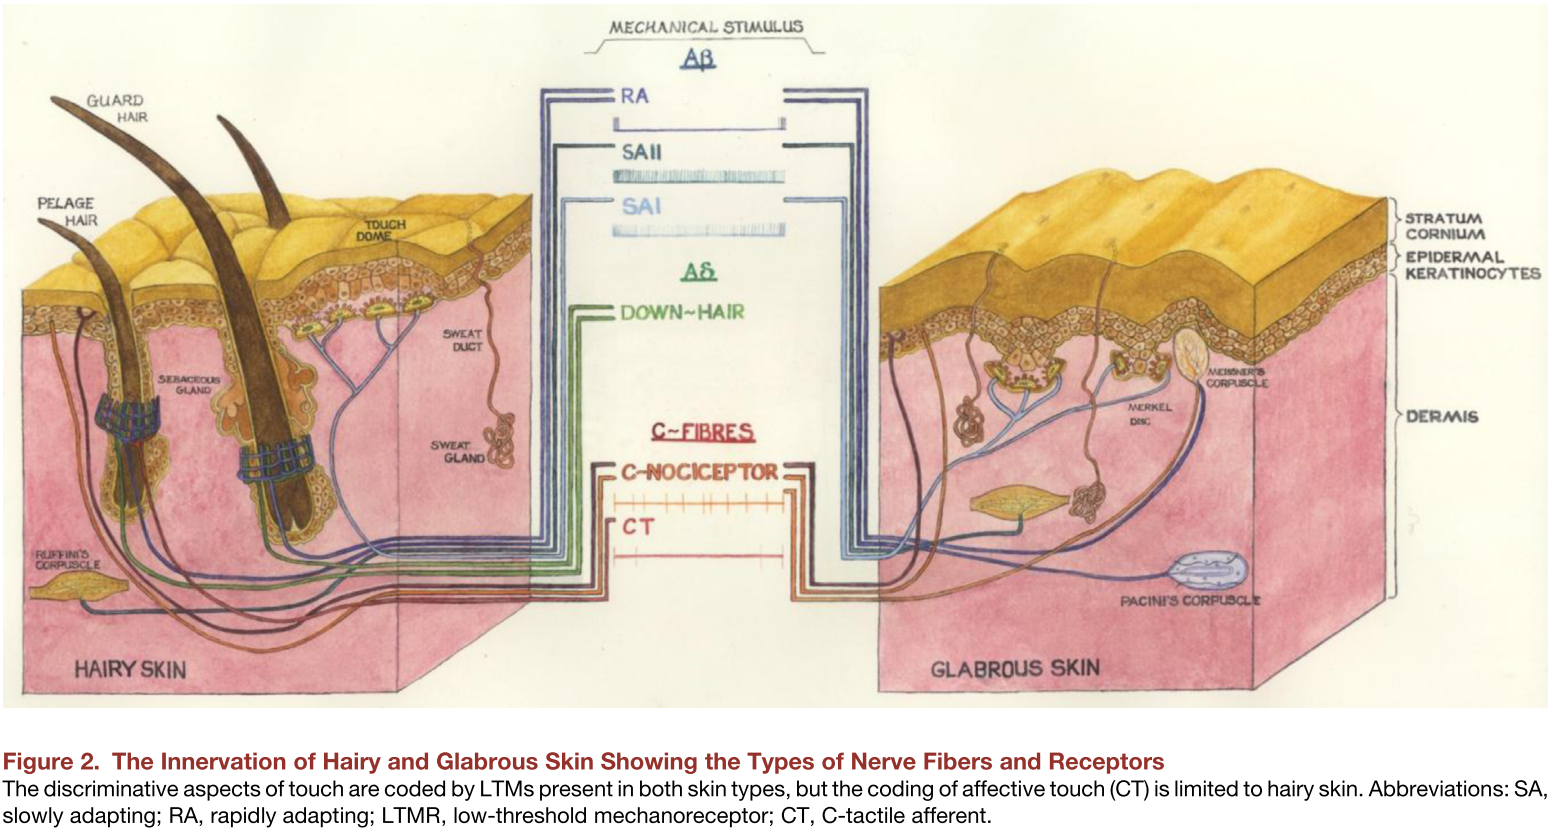 MECHANICAL STIMULUS
Aβ
RA
SAII
SAI
Aδ
DOWN~HAIR
C~FIBRES
C~NOCICEPTOR
CT
GUARD
HAIR
PELAGE
HAIR
TOUCH
DOME
SWEAT
DUCT
SEBACEOUS
GLAND
SWEAT
GLAND
RUFFINI'S
CORPUSCLE
HAIRY SKIN
STRATUM
CORNIUM
EPIDERMAL
KERATINOCYTES
MEISSNER'S
CORPUSCLE
MERKEL
DISC
DERMIS
PACINI'S CORPUSCLE
GLABROUS SKIN
Figure 2. The Innervation of Hairy and Glabrous Skin Showing the Types of Nerve Fibers and Receptors
The discriminative aspects of touch are coded by LTMs present in both skin types, but the coding of affective touch (CT) is limited to hairy skin. Abbreviations: SA,
slowly adapting; RA, rapidly adapting; LTMR, low-threshold mechanoreceptor; CT, C-tactile afferent.